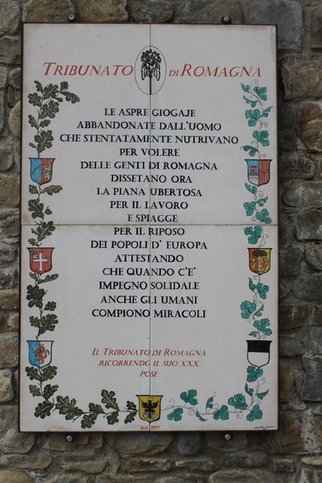 TRIBUNATO DI ROMAGNA
LE ASPRE GIOGAJE
ABBANDONATE DALL'UOMO
CHE STENTATAMENTE NUTRIVANO
PER VOLERE
DELLE GENTI DI ROMAGNA
DISSETANO ORA
LA PIANA UBERTOSA
PER IL LAVORO
E SPIAGGE
PER IL RIPOSO
DEI POPOLI D' EUROPA
ATTESTANDO
CHE QUANDO C'E'
IMPEGNO SOLIDALE
ANCHE GLI UMANI
COMPIONO MIRACOLI
IL TRIBUNATO DI ROMAGNA
RICORRENDO IL SUO XXX
POSE